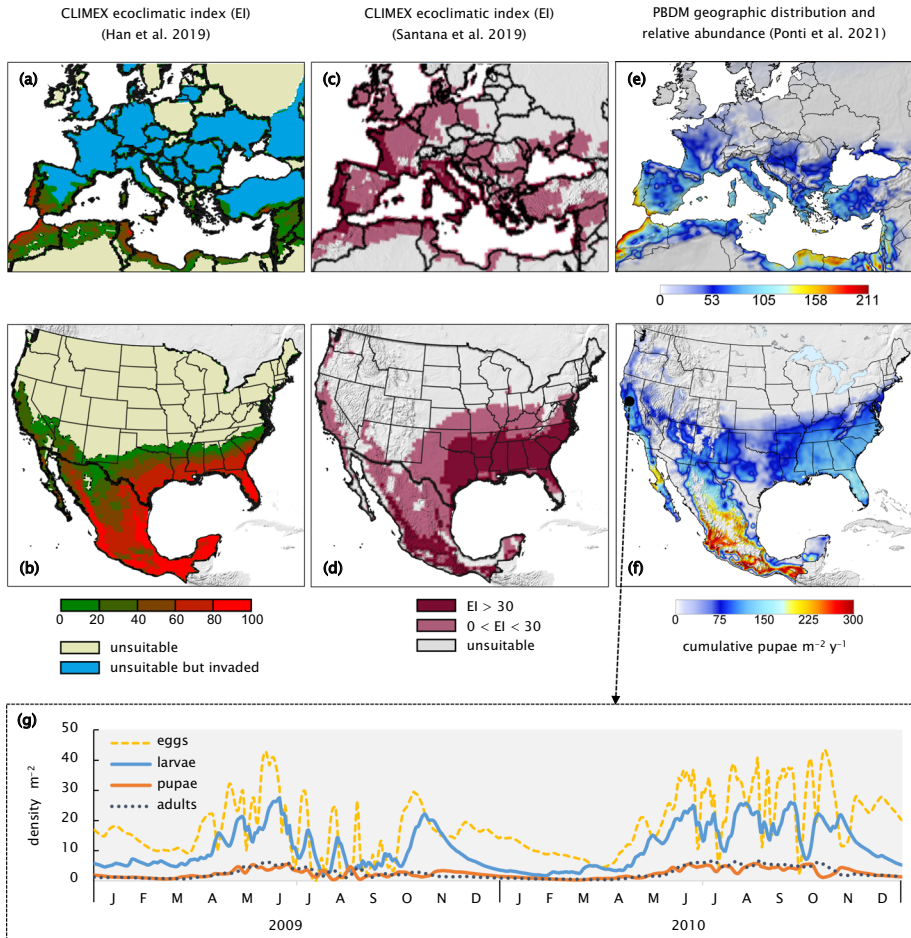 CLIMEX ecoclimatic index (EI)
(Han et al. 2019)
CLIMEX ecoclimatic index (EI)
(Santana et al. 2019)
PBDM geographic distribution and
relative abundance (Ponti et al. 2021)
(a)
(c)
(e)
0 53 105 158 211
(b)
(d)
(f)
0 20 40 60 80 100
unsuitable
unsuitable but invaded
EI > 30
0 < EI < 30
unsuitable
0 75 150 225 300
cumulative pupae m⁻² y⁻¹
(g)
density m⁻²
50
40
30
20
10
0
eggs
larvae
pupae
adults
J F M A M J J A S O N D J F M A M J J A S O N D
2009 2010